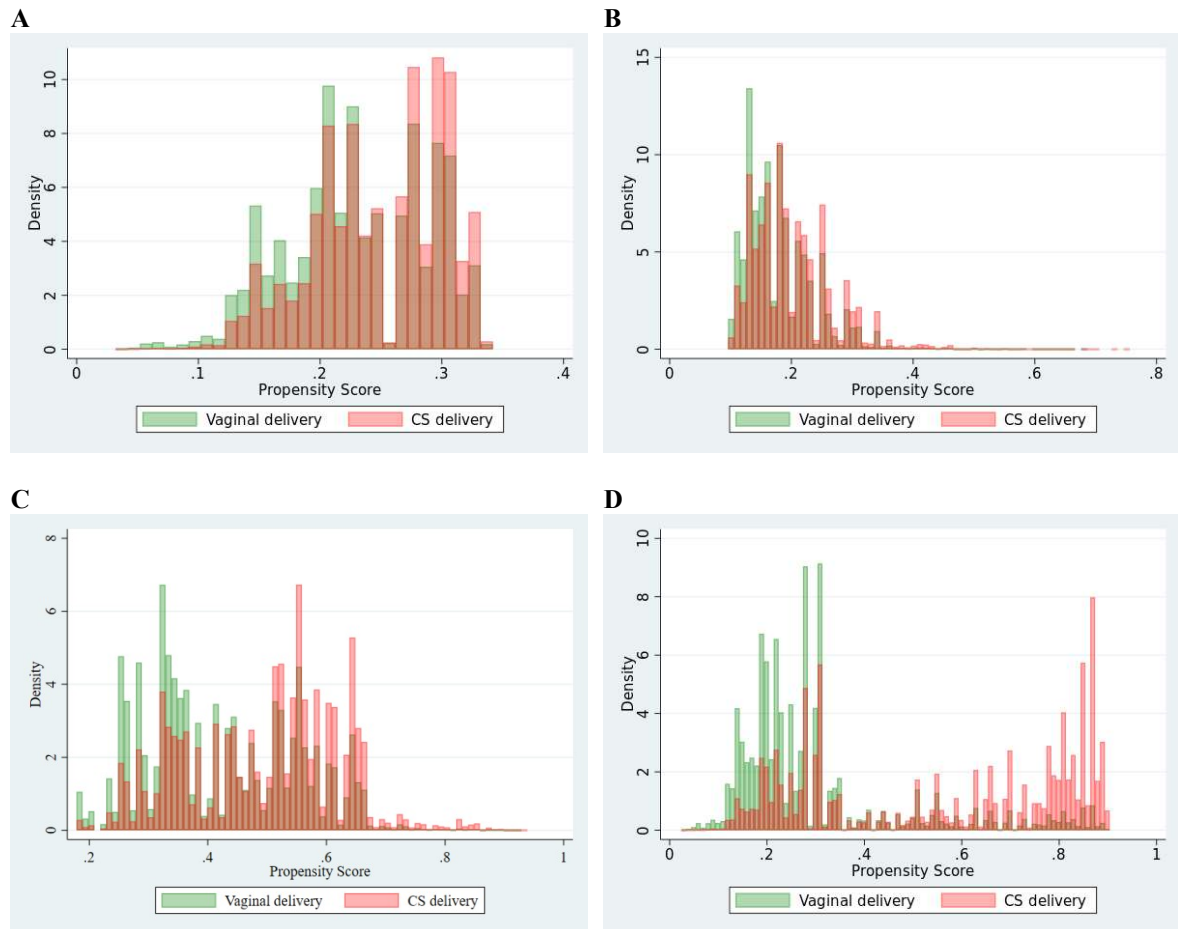 A
10
8
6
4
2
0
Density
0 .1 .2 .3 .4
Propensity Score
Vaginal delivery CS delivery
B
15
10
5
0
Density
0 .2 .4 .6 .8
Propensity Score
Vaginal delivery CS delivery
C
8
6
4
2
0
Density
.2 .4 .6 .8 1
Propensity Score
Vaginal delivery CS delivery
D
10
8
6
4
2
0
Density
0 .2 .4 .6 .8 1
Propensity Score
Vaginal delivery CS delivery